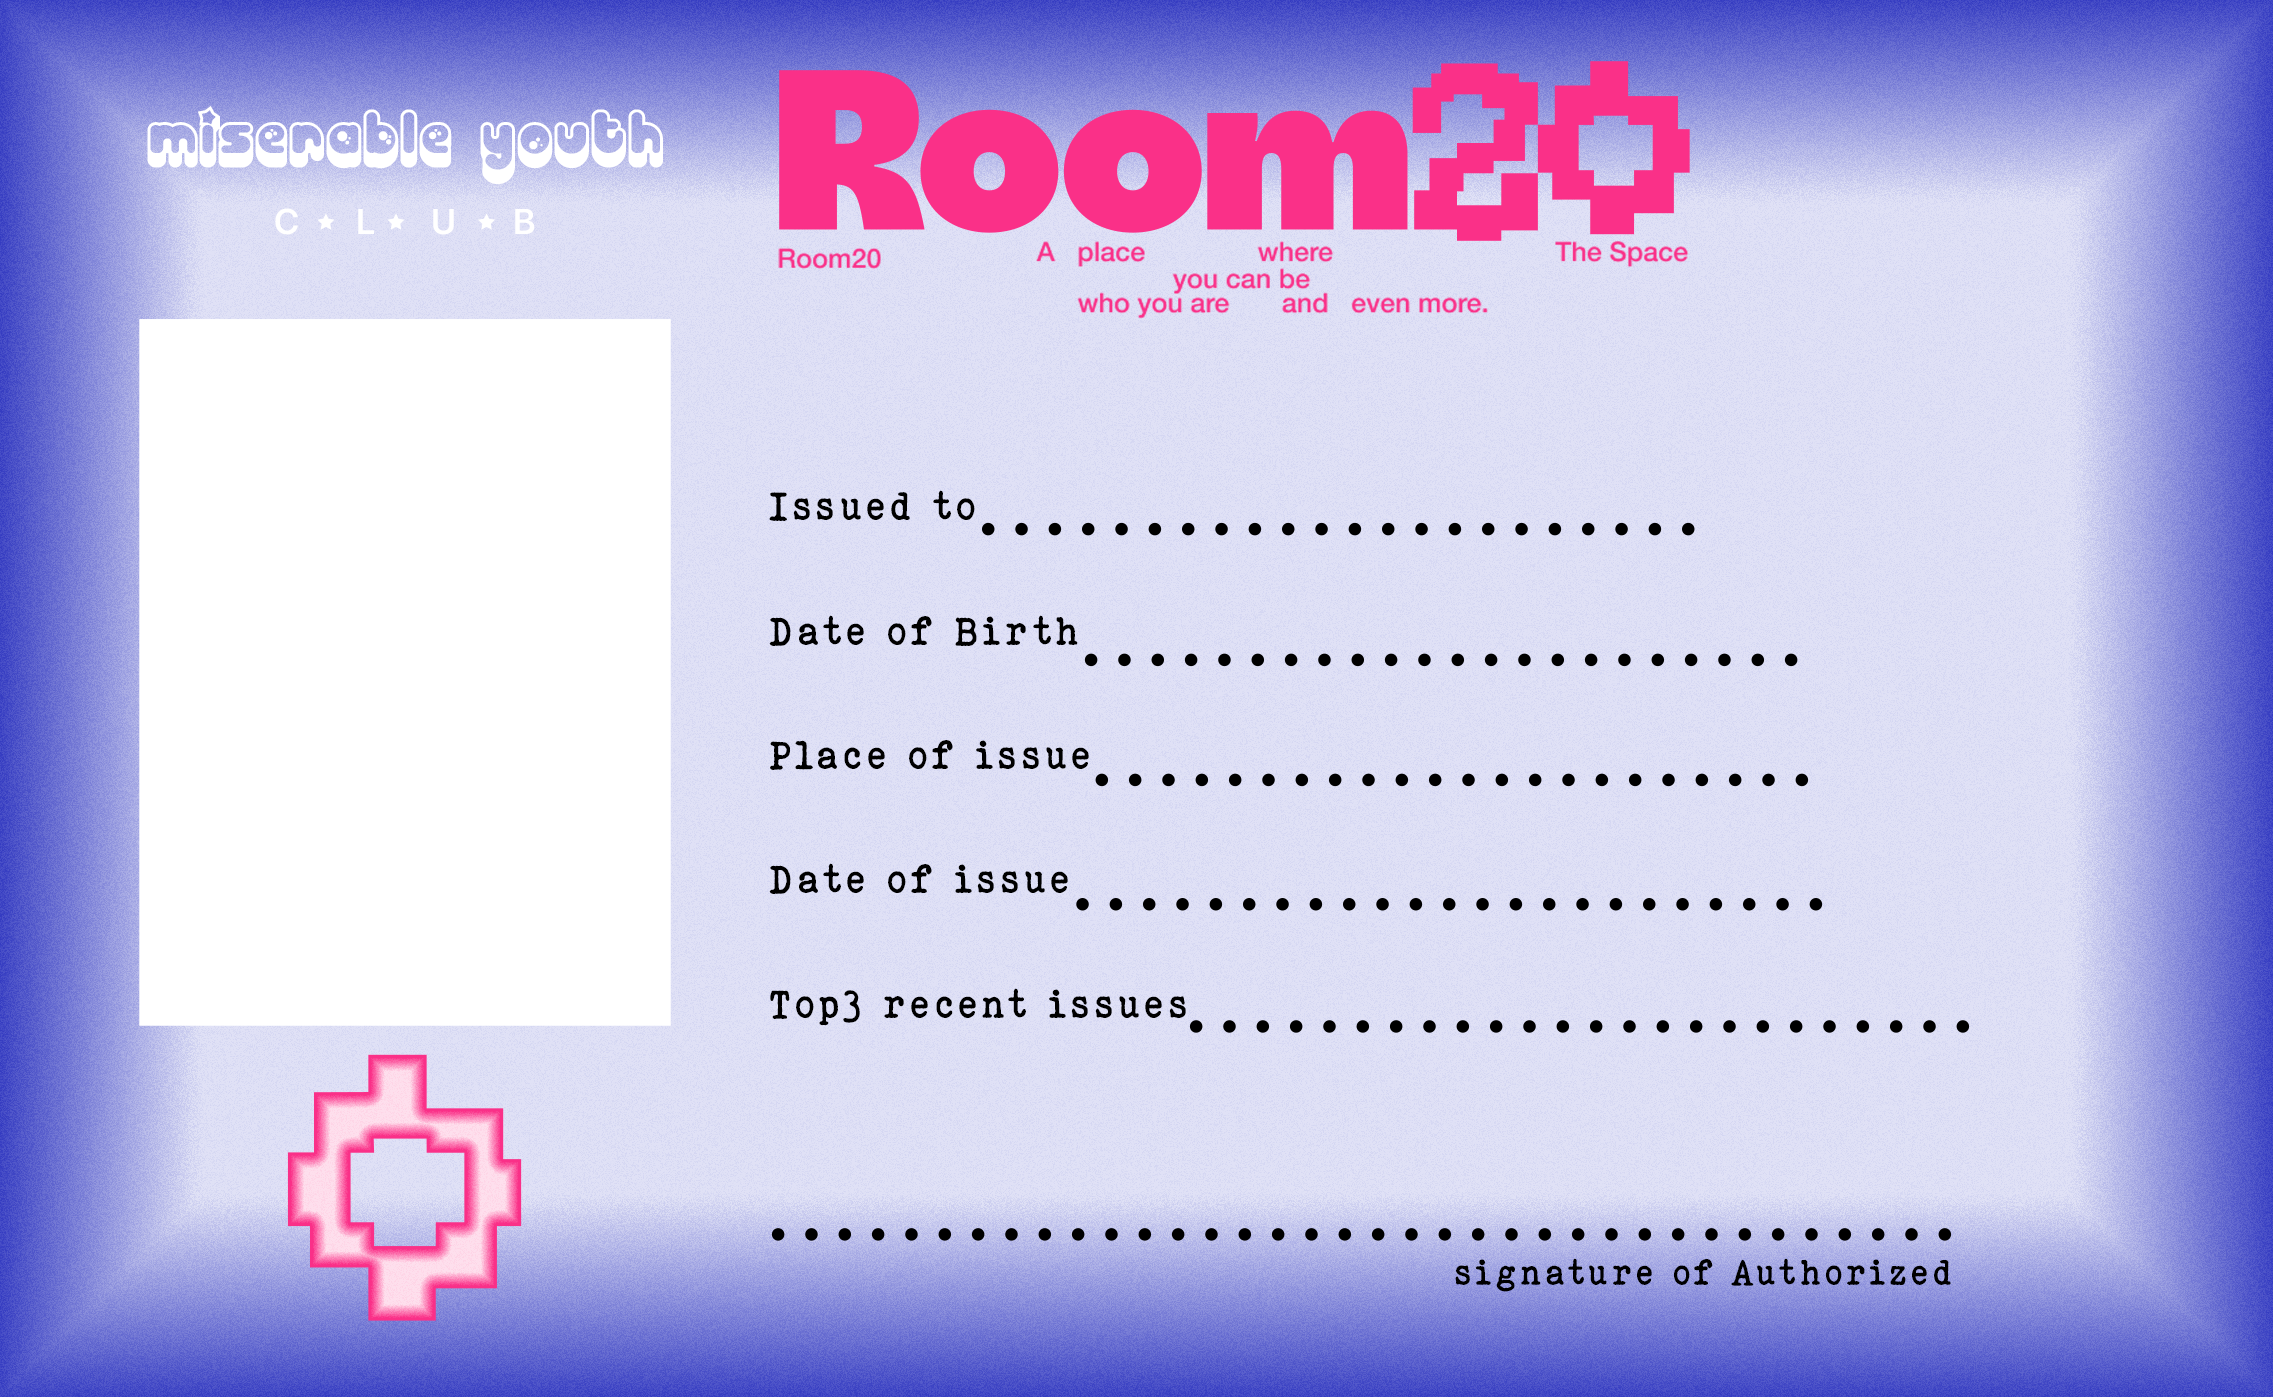 miserable youth
C★L★U★B
Room20
Room20 A place where The Space
you can be
who you are and even more.
Issued to....................
Date of Birth....................
Place of issue....................
Date of issue....................
Top3 recent issues....................
signature of Authorized